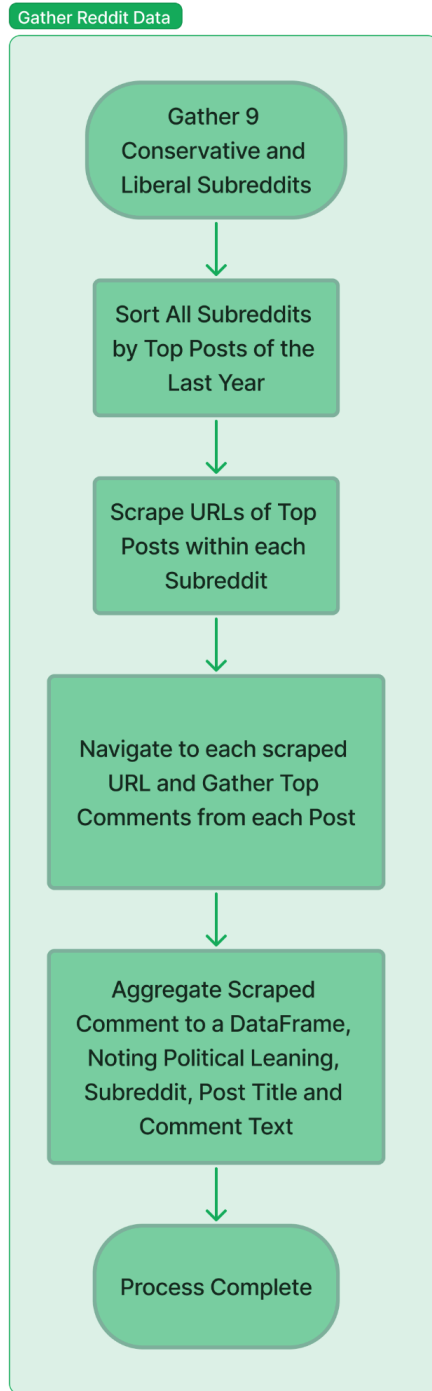 Gather Reddit Data
Gather 9
Conservative and
Liberal Subreddits
Sort All Subreddits
by Top Posts of the
Last Year
Scrape URLs of Top
Posts within each
Subreddit
Navigate to each scraped
URL and Gather Top
Comments from each Post
Aggregate Scraped
Comment to a DataFrame,
Noting Political Leaning,
Subreddit, Post Title and
Comment Text
Process Complete